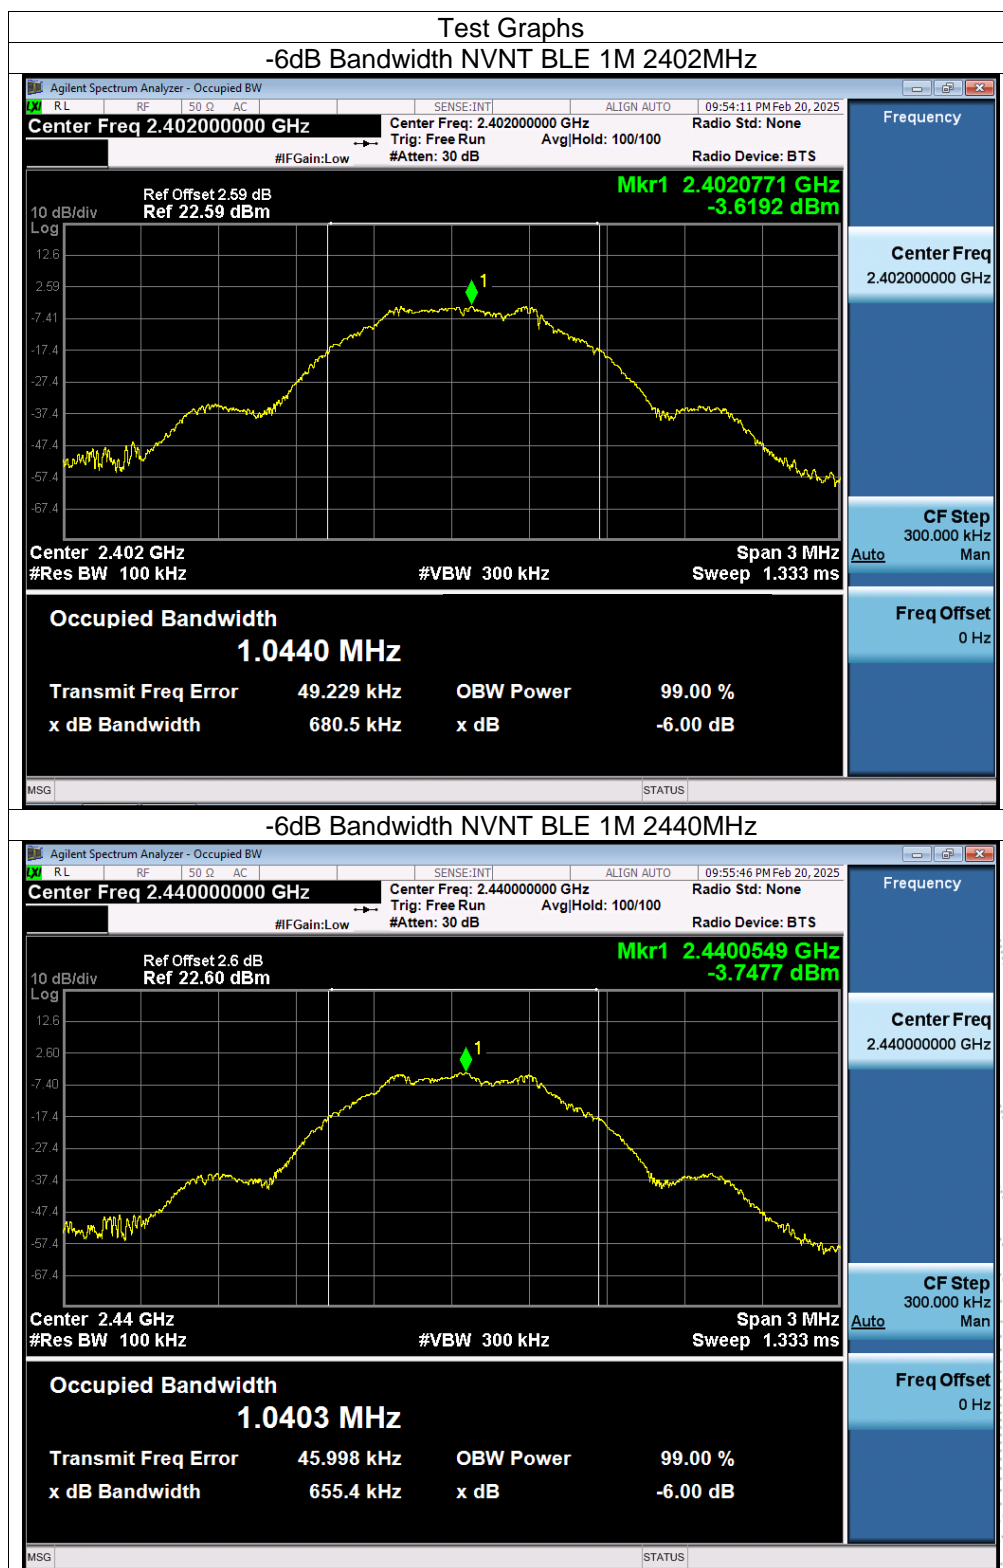 Test Graphs
-6dB Bandwidth NVNT BLE 1M 2402MHz
Agilent Spectrum Analyzer - Occupied BW
LXI RL RF 50 Ω AC SENSE:INT ALIGN AUTO 09:54:11 PM Feb 20, 2025
Center Freq 2.402000000 GHz
Center Freq: 2.402000000 GHz
Radio Std: None
Trig: Free Run Avg|Hold: 100/100
#IFGain:Low #Atten: 30 dB Radio Device: BTS
Frequency
Mkr1 2.4020771 GHz
-3.6192 dBm
Ref Offset 2.59 dB
10 dB/div Ref 22.59 dBm
Log
12.6
2.59
-7.41
-17.4
-27.4
-37.4
-47.4
-57.4
-67.4
1
Center 2.402 GHz Span 3 MHz
#Res BW 100 kHz #VBW 300 kHz Sweep 1.333 ms
Center Freq
2.402000000 GHz
CF Step
300.000 kHz
Auto Man
Freq Offset
0 Hz
Occupied Bandwidth
1.0440 MHz
Transmit Freq Error 49.229 kHz OBW Power 99.00 %
x dB Bandwidth 680.5 kHz x dB -6.00 dB
MSG STATUS
-6dB Bandwidth NVNT BLE 1M 2440MHz
Agilent Spectrum Analyzer - Occupied BW
LXI RL RF 50 Ω AC SENSE:INT ALIGN AUTO 09:55:46 PM Feb 20, 2025
Center Freq 2.440000000 GHz
Center Freq: 2.440000000 GHz
Radio Std: None
Trig: Free Run Avg|Hold: 100/100
#IFGain:Low #Atten: 30 dB Radio Device: BTS
Frequency
Mkr1 2.4400549 GHz
-3.7477 dBm
Ref Offset 2.6 dB
10 dB/div Ref 22.60 dBm
Log
12.6
2.60
-7.40
-17.4
-27.4
-37.4
-47.4
-57.4
-67.4
1
Center 2.44 GHz Span 3 MHz
#Res BW 100 kHz #VBW 300 kHz Sweep 1.333 ms
Center Freq
2.440000000 GHz
CF Step
300.000 kHz
Auto Man
Freq Offset
0 Hz
Occupied Bandwidth
1.0403 MHz
Transmit Freq Error 45.998 kHz OBW Power 99.00 %
x dB Bandwidth 655.4 kHz x dB -6.00 dB
MSG STATUS